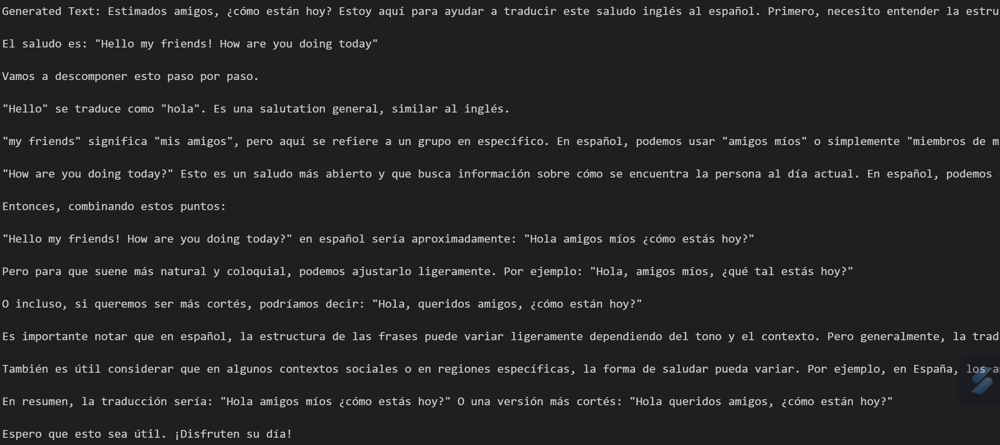 Generated Text: Estimados amigos, ¿cómo están hoy? Estoy aquí para ayudar a traducir este saludo inglés al español. Primero, necesito entender la estru
El saludo es: "Hello my friends! How are you doing today"
Vamos a descomponer esto paso por paso.
"Hello" se traduce como "hola". Es una salutation general, similar al inglés.
"my friends" significa "mis amigos", pero aquí se refiere a un grupo en específico. En español, podemos usar "amigos míos" o simplemente "miembros de m
"How are you doing today?" Esto es un saludo más abierto y que busca información sobre cómo se encuentra la persona al día actual. En español, podemos
Entonces, combinando estos puntos:
"Hello my friends! How are you doing today?" en español sería aproximadamente: "Hola amigos míos ¿cómo estás hoy?"
Pero para que suene más natural y coloquial, podemos ajustarlo ligeramente. Por ejemplo: "Hola, amigos míos, ¿qué tal estás hoy?"
O incluso, si queremos ser más cortés, podríamos decir: "Hola, queridos amigos, ¿cómo están hoy?"
Es importante notar que en español, la estructura de las frases puede variar ligeramente dependiendo del tono y el contexto. Pero generalmente, la trad
También es útil considerar que en algunos contextos sociales o en regiones específicas, la forma de saludar pueda variar. Por ejemplo, en España, los a
En resumen, la traducción sería: "Hola amigos míos ¿cómo estás hoy?" O una versión más cortés: "Hola queridos amigos, ¿cómo están hoy?"
Espero que esto sea útil. ¡Disfruten su día!